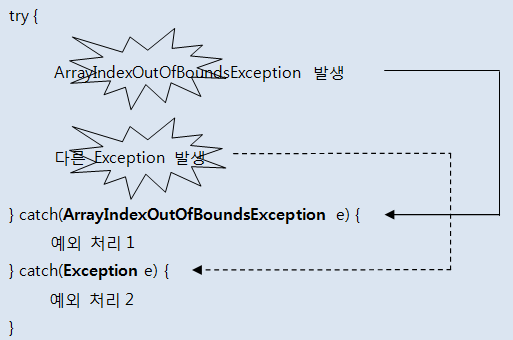 try {
ArrayIndexOutOfBoundsException 발생
다른 Exception 발생
} catch(ArrayIndexOutOfBoundsException e) {
예외 처리 1
} catch(Exception e) {
예외 처리 2
}